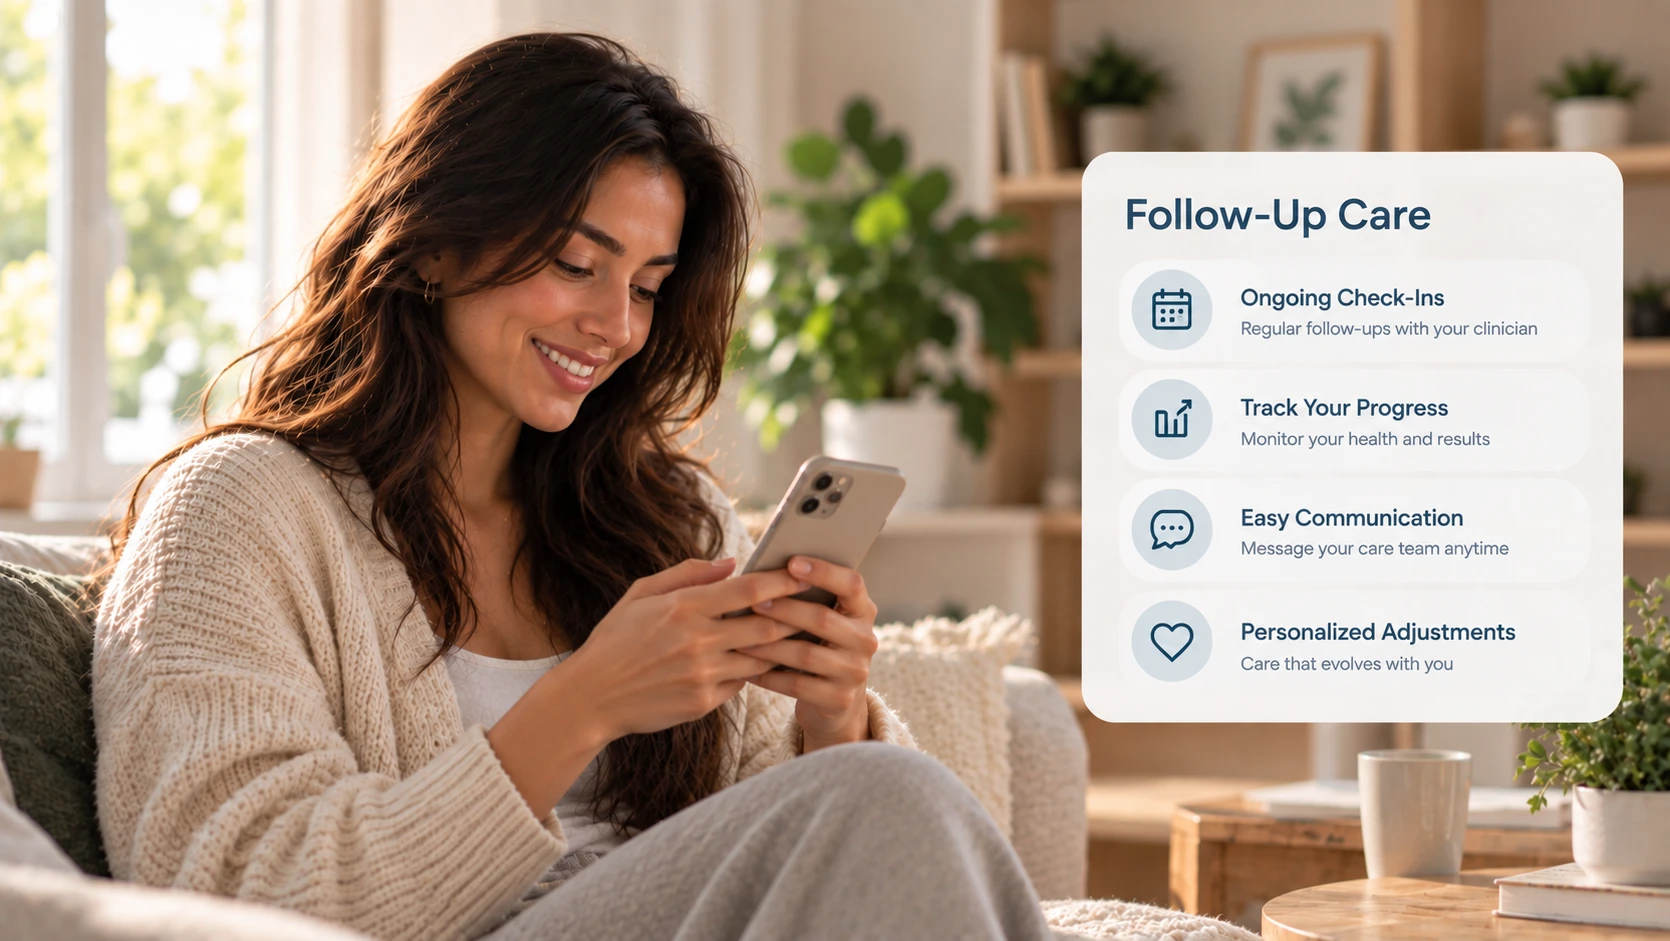 Follow-Up Care
Ongoing Check-Ins
Regular follow-ups with your clinician
Track Your Progress
Monitor your health and results
Easy Communication
Message your care team anytime
Personalized Adjustments
Care that evolves with you